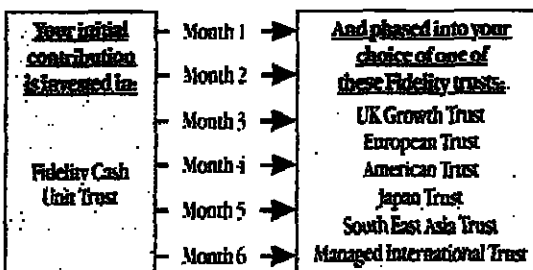 Your initial
contribution
is invested in:
Fidelity Cash
Unit Trust
Month 1
Month 2
Month 3
Month 4
Month 5
Month 6
And phased into your
choice of one of
these Fidelity trusts:
UK Growth Trust
European Trust
American Trust
Japan Trust
South East Asia Trust
Managed International Trust